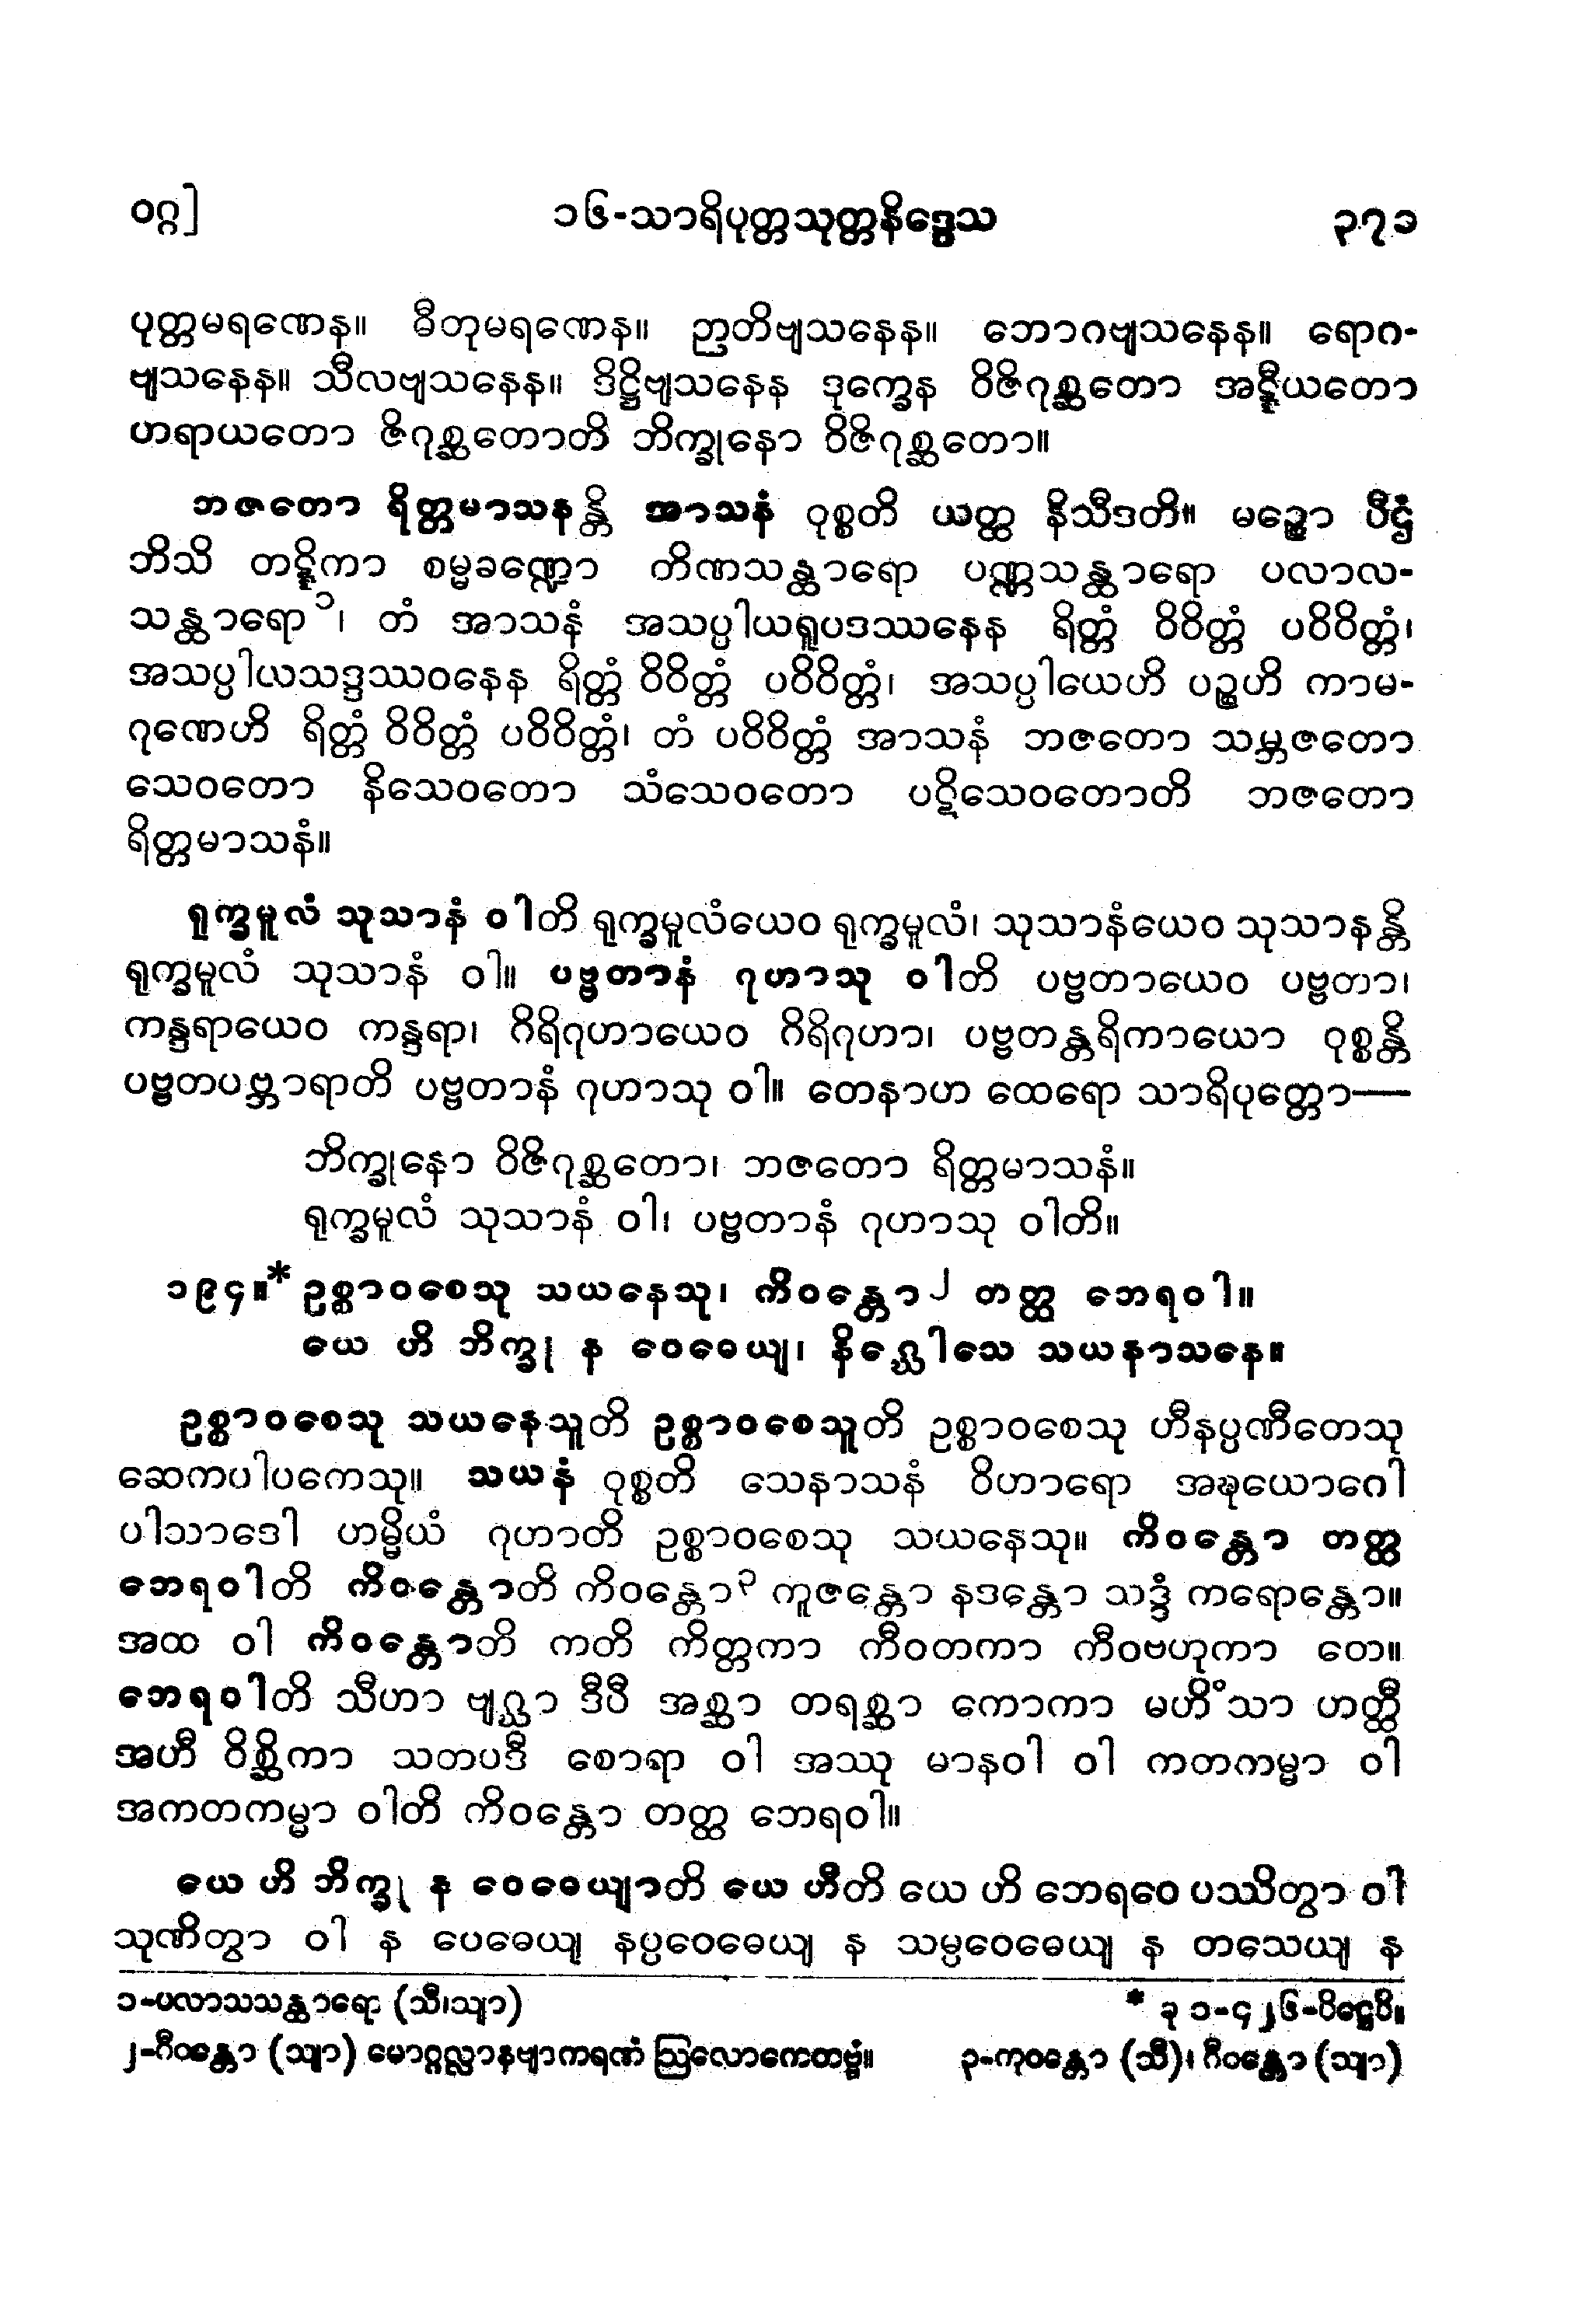 ဝဂ္ဂ] ၁၆-သာရိပုတ္တသုတ္တနိဒ္ဒေသ ၃၇၁
ပုတ္တမရဏေန။ ဓီတုမရဏေန။ ဉာတိဗျသနေန။ ဘောဂဗျသနေန။ ရောဂ-
ဗျသနေန။ သီလဗျသနေန။ ဒိဋ္ဌိဗျသနေန ဒုက္ခေန ဝိဇိဂုစ္ဆတော အဋ္ဋီယတော
ဟရာယတော ဇိဂုစ္ဆတောတိ ဘိက္ခုနော ဝိဇိဂုစ္ဆတော။
ဘဇတော ရိတ္တမာသနန္တိ အာသနံ ဝုစ္စတိ ယတ္ထ နိသီဒတိ။ မဉ္စော ပီဌံ
ဘိသိ တဋ္ဋိကာ စမ္မခဏ္ဍော တိဏသန္ထာရော ပဏ္ဏသန္ထာရော ပလာလ-
သန္ထာရော၁၊ တံ အာသနံ အသပ္ပါယရူပဒဿနေန ရိတ္တံ ဝိဝိတ္တံ ပဝိဝိတ္တံ၊
အသပ္ပါယသဒ္ဒဿဝနေန ရိတ္တံ ဝိဝိတ္တံ ပဝိဝိတ္တံ၊ အသပ္ပါယေဟိ ပဉ္စဟိ ကာမ-
ဂုဏေဟိ ရိတ္တံ ဝိဝိတ္တံ ပဝိဝိတ္တံ၊ တံ ပဝိဝိတ္တံ အာသနံ ဘဇတော သမ္ဘဇတော
သေဝတော နိသေဝတော သံသေဝတော ပဋိသေဝတောတိ ဘဇတော
ရိတ္တမာသနံ။
ရုက္ခမူလံ သုသာနံ ဝါတိ ရုက္ခမူလံယေဝ ရုက္ခမူလံ၊ သုသာနံယေဝ သုသာနန္တိ
ရုက္ခမူလံ သုသာနံ ဝါ။ ပဗ္ဗတာနံ ဂုဟာသု ဝါတိ ပဗ္ဗတာယေဝ ပဗ္ဗတာ၊
ကန္ဒရာယေဝ ကန္ဒရာ၊ ဂိရိဂုဟာယေဝ ဂိရိဂုဟာ၊ ပဗ္ဗတန္တရိကာယော ဝုစ္စန္တိ
ပဗ္ဗတပဗ္ဘာရာတိ ပဗ္ဗတာနံ ဂုဟာသု ဝါ။ တေနာဟ ထေရော သာရိပုတ္တော—
ဘိက္ခုနော ဝိဇိဂုစ္ဆတော၊ ဘဇတော ရိတ္တမာသနံ။
ရုက္ခမူလံ သုသာနံ ဝါ၊ ပဗ္ဗတာနံ ဂုဟာသု ဝါတိ။
၁၉၄။* ဥစ္စာဝစေသု သယနေသု၊ ကိဝန္တော၂ တတ္ထ ဘေရဝါ။
ယေ ဟိ ဘိက္ခု န ဝေဓေယျ၊ နိဂ္ဃောသေ သယနာသနေ။
ဥစ္စာဝစေသု သယနေသူတိ ဥစ္စာဝစေသူတိ ဥစ္စာဝစေသု ဟီနပ္ပဏီတေသု
ဆေကပါပကေသု။ သယနံ ဝုစ္စတိ သေနာသနံ ဝိဟာရော အဍ္ဎယောဂေါ
ပါသာဒေါ ဟမ္မိယံ ဂုဟာတိ ဥစ္စာဝစေသု သယနေသု။ ကိဝန္တော တတ္ထ
ဘေရဝါတိ ကိဝန္တောတိ ကိဝန္တော၃ ကူဇန္တော နဒန္တော သဒ္ဒံ ကရောန္တော။
အထ ဝါ ကိဝန္တောတိ ကတိ ကိတ္တကာ ကီဝတကာ ကီဝဗဟုကာ တေ။
ဘေရဝါတိ သီဟာ ဗျဂ္ဃာ ဒီပီ အစ္ဆာ တရစ္ဆာ ကောကာ မဟိံသာ ဟတ္ထီ
အဟီ ဝိစ္ဆိကာ သတပဒီ စောရာ ဝါ အဿု မာနဝါ ဝါ ကတကမ္မာ ဝါ
အကတကမ္မာ ဝါတိ ကိဝန္တော တတ္ထ ဘေရဝါ။
ယေ ဟိ ဘိက္ခု န ဝေဓေယျာတိ ယေ ဟီတိ ယေ ဟိ ဘေရဝေ ပဿိတွာ ဝါ
သုဏိတွာ ဝါ န ပေဓေယျ နပ္ပဝေဓေယျ န သမ္ပဝေဓေယျ န တသေယျ န
၁-ပလာသသန္ထာရော (သီ၊သျာ) * ခု ၁-၄၂၆-ပိဋ္ဌေပိ။
၂-ဂီဝန္တော (သျာ) မောဂ္ဂလ္လာနဗျာကရဏံ ဩလောကေတဗ္ဗံ။ ၃-ကုဝန္တော (သီ)၊ ဂီဝန္တော (သျာ)